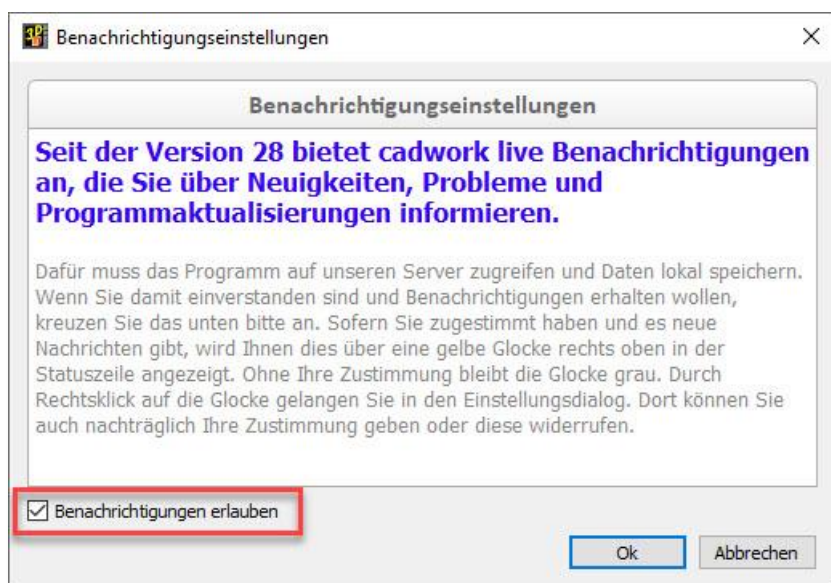 Benachrichtigungseinstellungen
Benachrichtigungseinstellungen
Seit der Version 28 bietet cadwork live Benachrichtigungen
an, die Sie über Neuigkeiten, Probleme und
Programmaktualisierungen informieren.
Dafür muss das Programm auf unseren Server zugreifen und Daten lokal speichern.
Wenn Sie damit einverstanden sind und Benachrichtigungen erhalten wollen,
kreuzen Sie das unten bitte an. Sofern Sie zugestimmt haben und es neue
Nachrichten gibt, wird Ihnen dies über eine gelbe Glocke rechts oben in der
Statuszeile angezeigt. Ohne Ihre Zustimmung bleibt die Glocke grau. Durch
Rechtsklick auf die Glocke gelangen Sie in den Einstellungsdialog. Dort können Sie
auch nachträglich Ihre Zustimmung geben oder diese widerrufen.
Benachrichtigungen erlauben
Ok Abbrechen